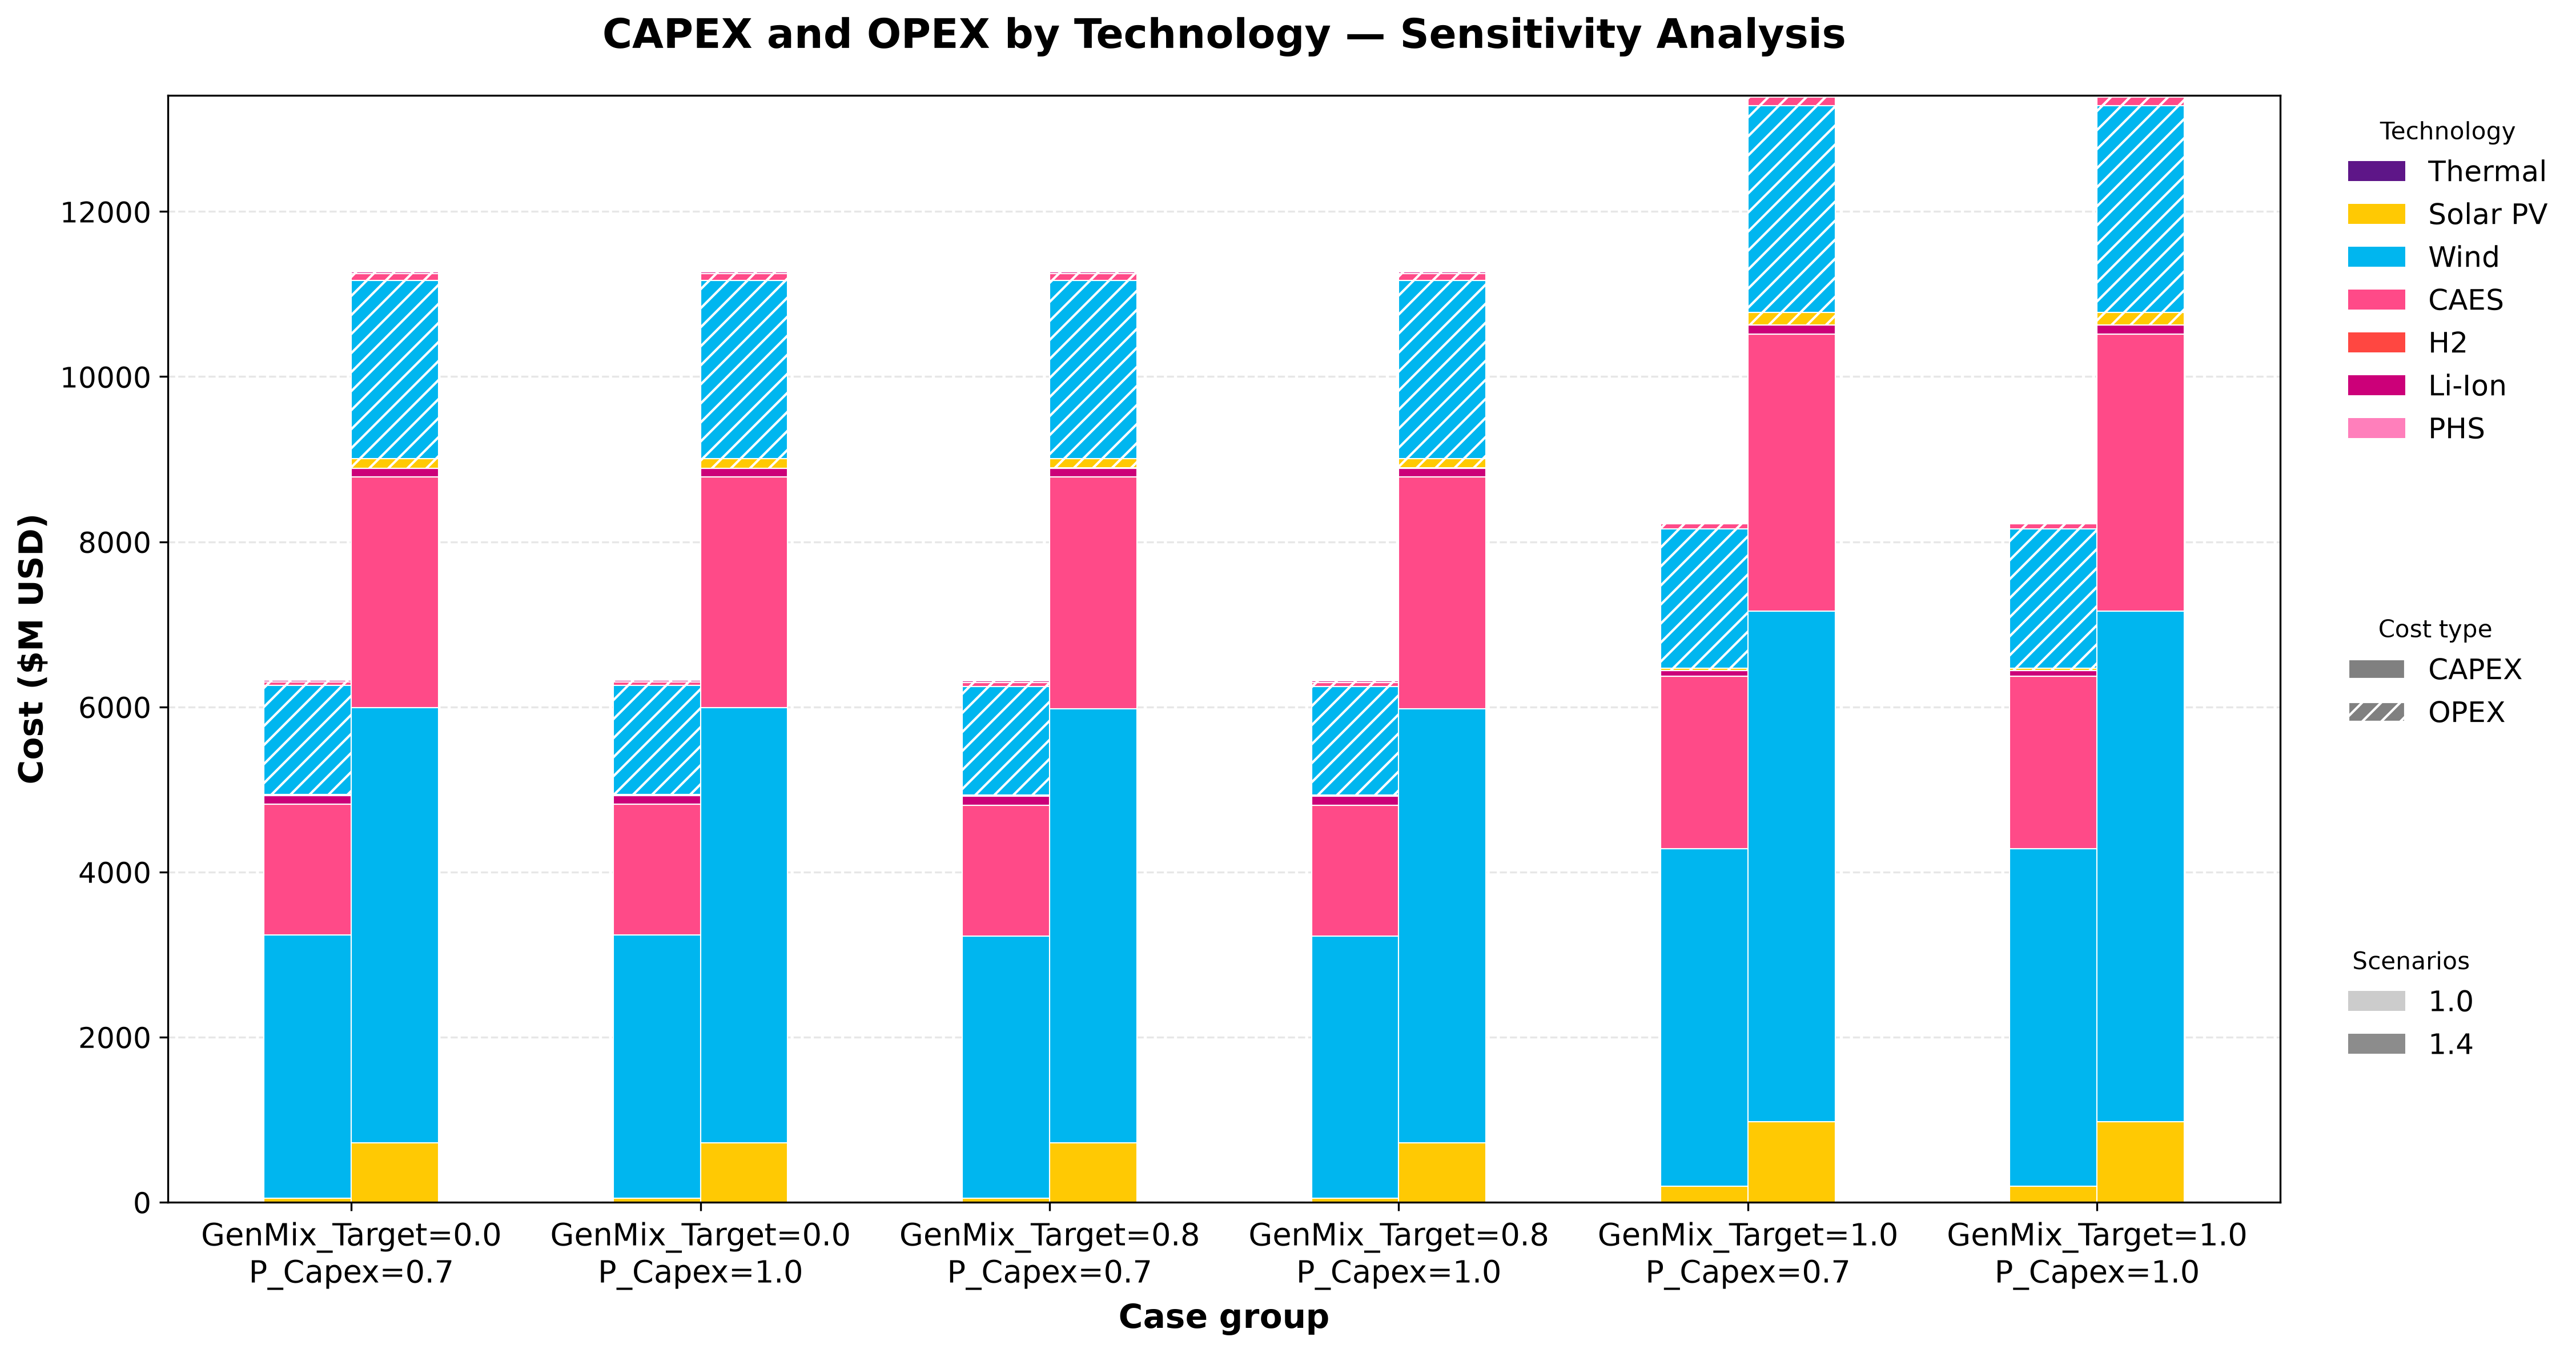 CAPEX and OPEX by Technology — Sensitivity Analysis
Cost ($M USD)
12000
10000
8000
6000
4000
2000
0
GenMix_Target=0.0
P_Capex=0.7
GenMix_Target=0.0
P_Capex=1.0
GenMix_Target=0.8
P_Capex=0.7
GenMix_Target=0.8
P_Capex=1.0
GenMix_Target=1.0
P_Capex=0.7
GenMix_Target=1.0
P_Capex=1.0
Case group
Technology
Thermal
Solar PV
Wind
CAES
H2
Li-Ion
PHS
Cost type
CAPEX
OPEX
Scenarios
1.0
1.4